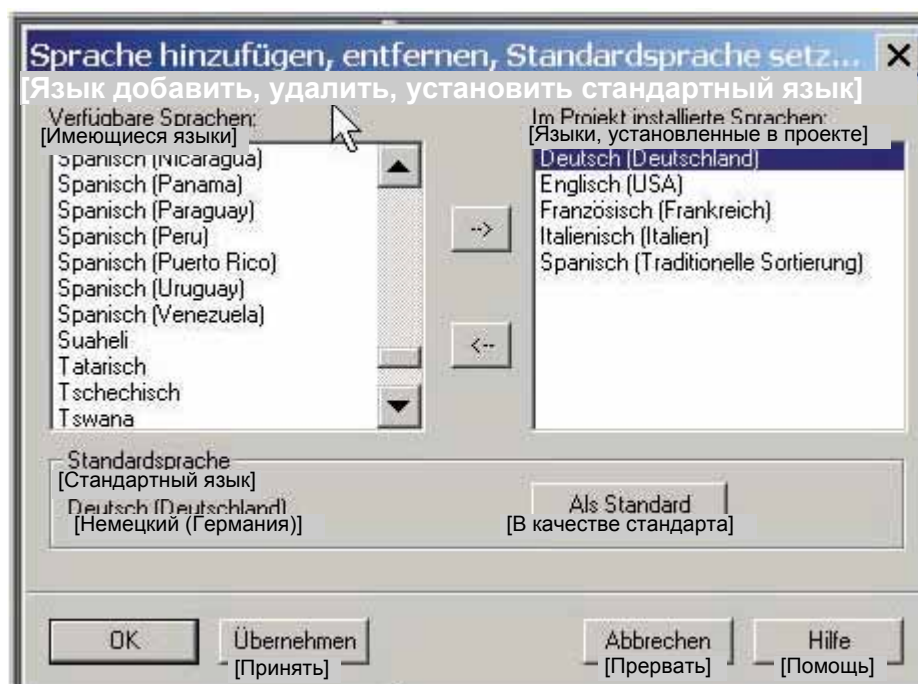 Sprache hinzufügen, entfernen, Standardsprache setz...
[Язык добавить, удалить, установить стандартный язык]
Verfügbare Sprachen:
[Имеющиеся языки]
Spanisch (Nicaragua)
Spanisch (Panama)
Spanisch (Paraguay)
Spanisch (Peru)
Spanisch (Puerto Rico)
Spanisch (Uruguay)
Spanisch (Venezuela)
Suaheli
Tatarisch
Tschechisch
Tswana
-->
<--
Im Projekt installierte Sprachen:
[Языки, установленные в проекте]
Deutsch (Deutschland)
Englisch (USA)
Französisch (Frankreich)
Italienisch (Italien)
Spanisch (Traditionelle Sortierung)
Standardsprache
[Стандартный язык]
Deutsch (Deutschland)
[Немецкий (Германия)]
Als Standard
[В качестве стандарта]
OK
Übernehmen
[Принять]
Abbrechen
[Прервать]
Hilfe
[Помощь]